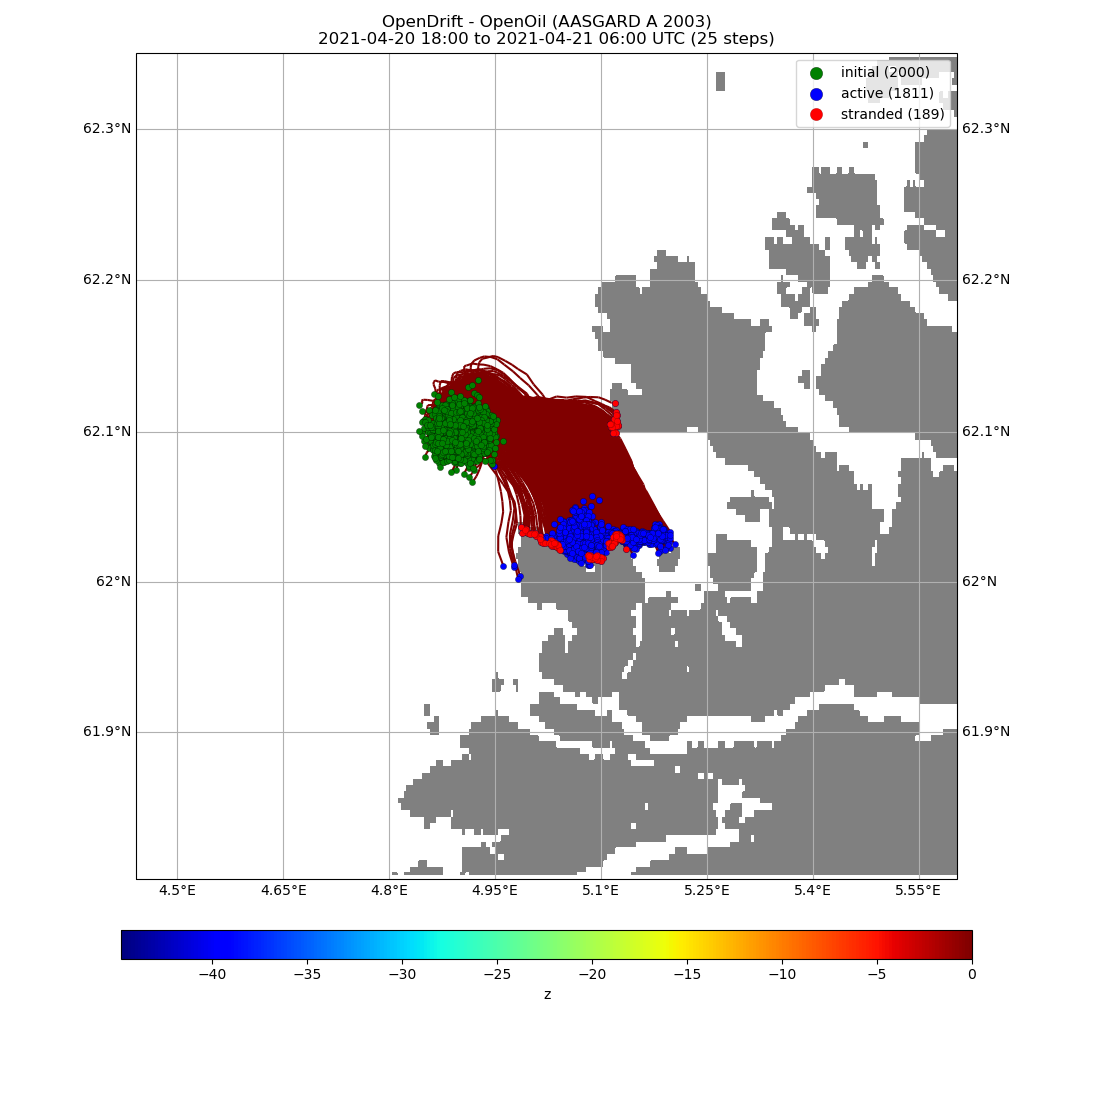 OpenDrift - OpenOil (AASGARD A 2003)
2021-04-20 18:00 to 2021-04-21 06:00 UTC (25 steps)
initial (2000)
active (1811)
stranded (189)
62.3°N 62.3°N
62.2°N 62.2°N
62.1°N 62.1°N
62°N 62°N
61.9°N 61.9°N
4.5°E 4.65°E 4.8°E 4.95°E 5.1°E 5.25°E 5.4°E 5.55°E
−40 −35 −30 −25 −20 −15 −10 −5 0
z